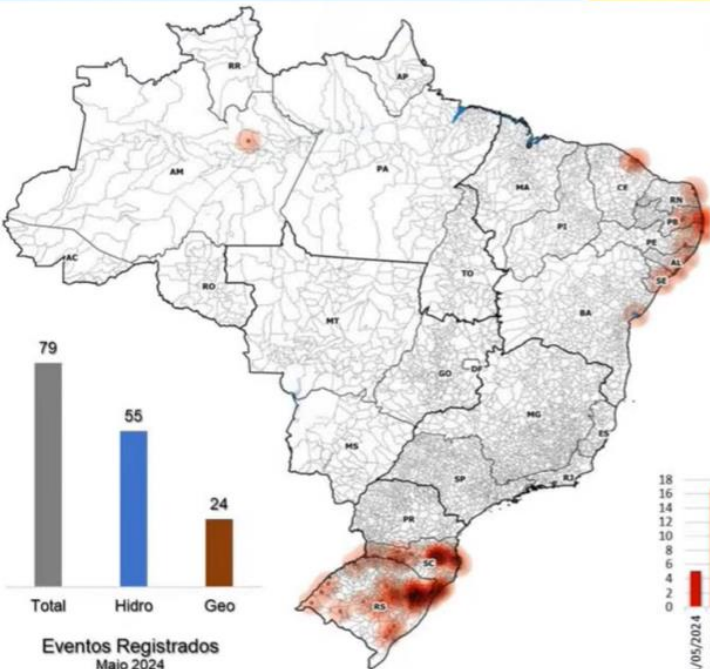 RR
AP
AM
PA
MA
CE
RN
PB
PI
PE
AC
AL
TO
SE
RO
BA
MT
GO
DF
MG
MS
ES
SP
RJ
PR
SC
RS
79
55
24
Total
Hidro
Geo
Eventos Registrados
Maio 2024
18
16
14
12
10
8
6
4
2
0
/05/2024